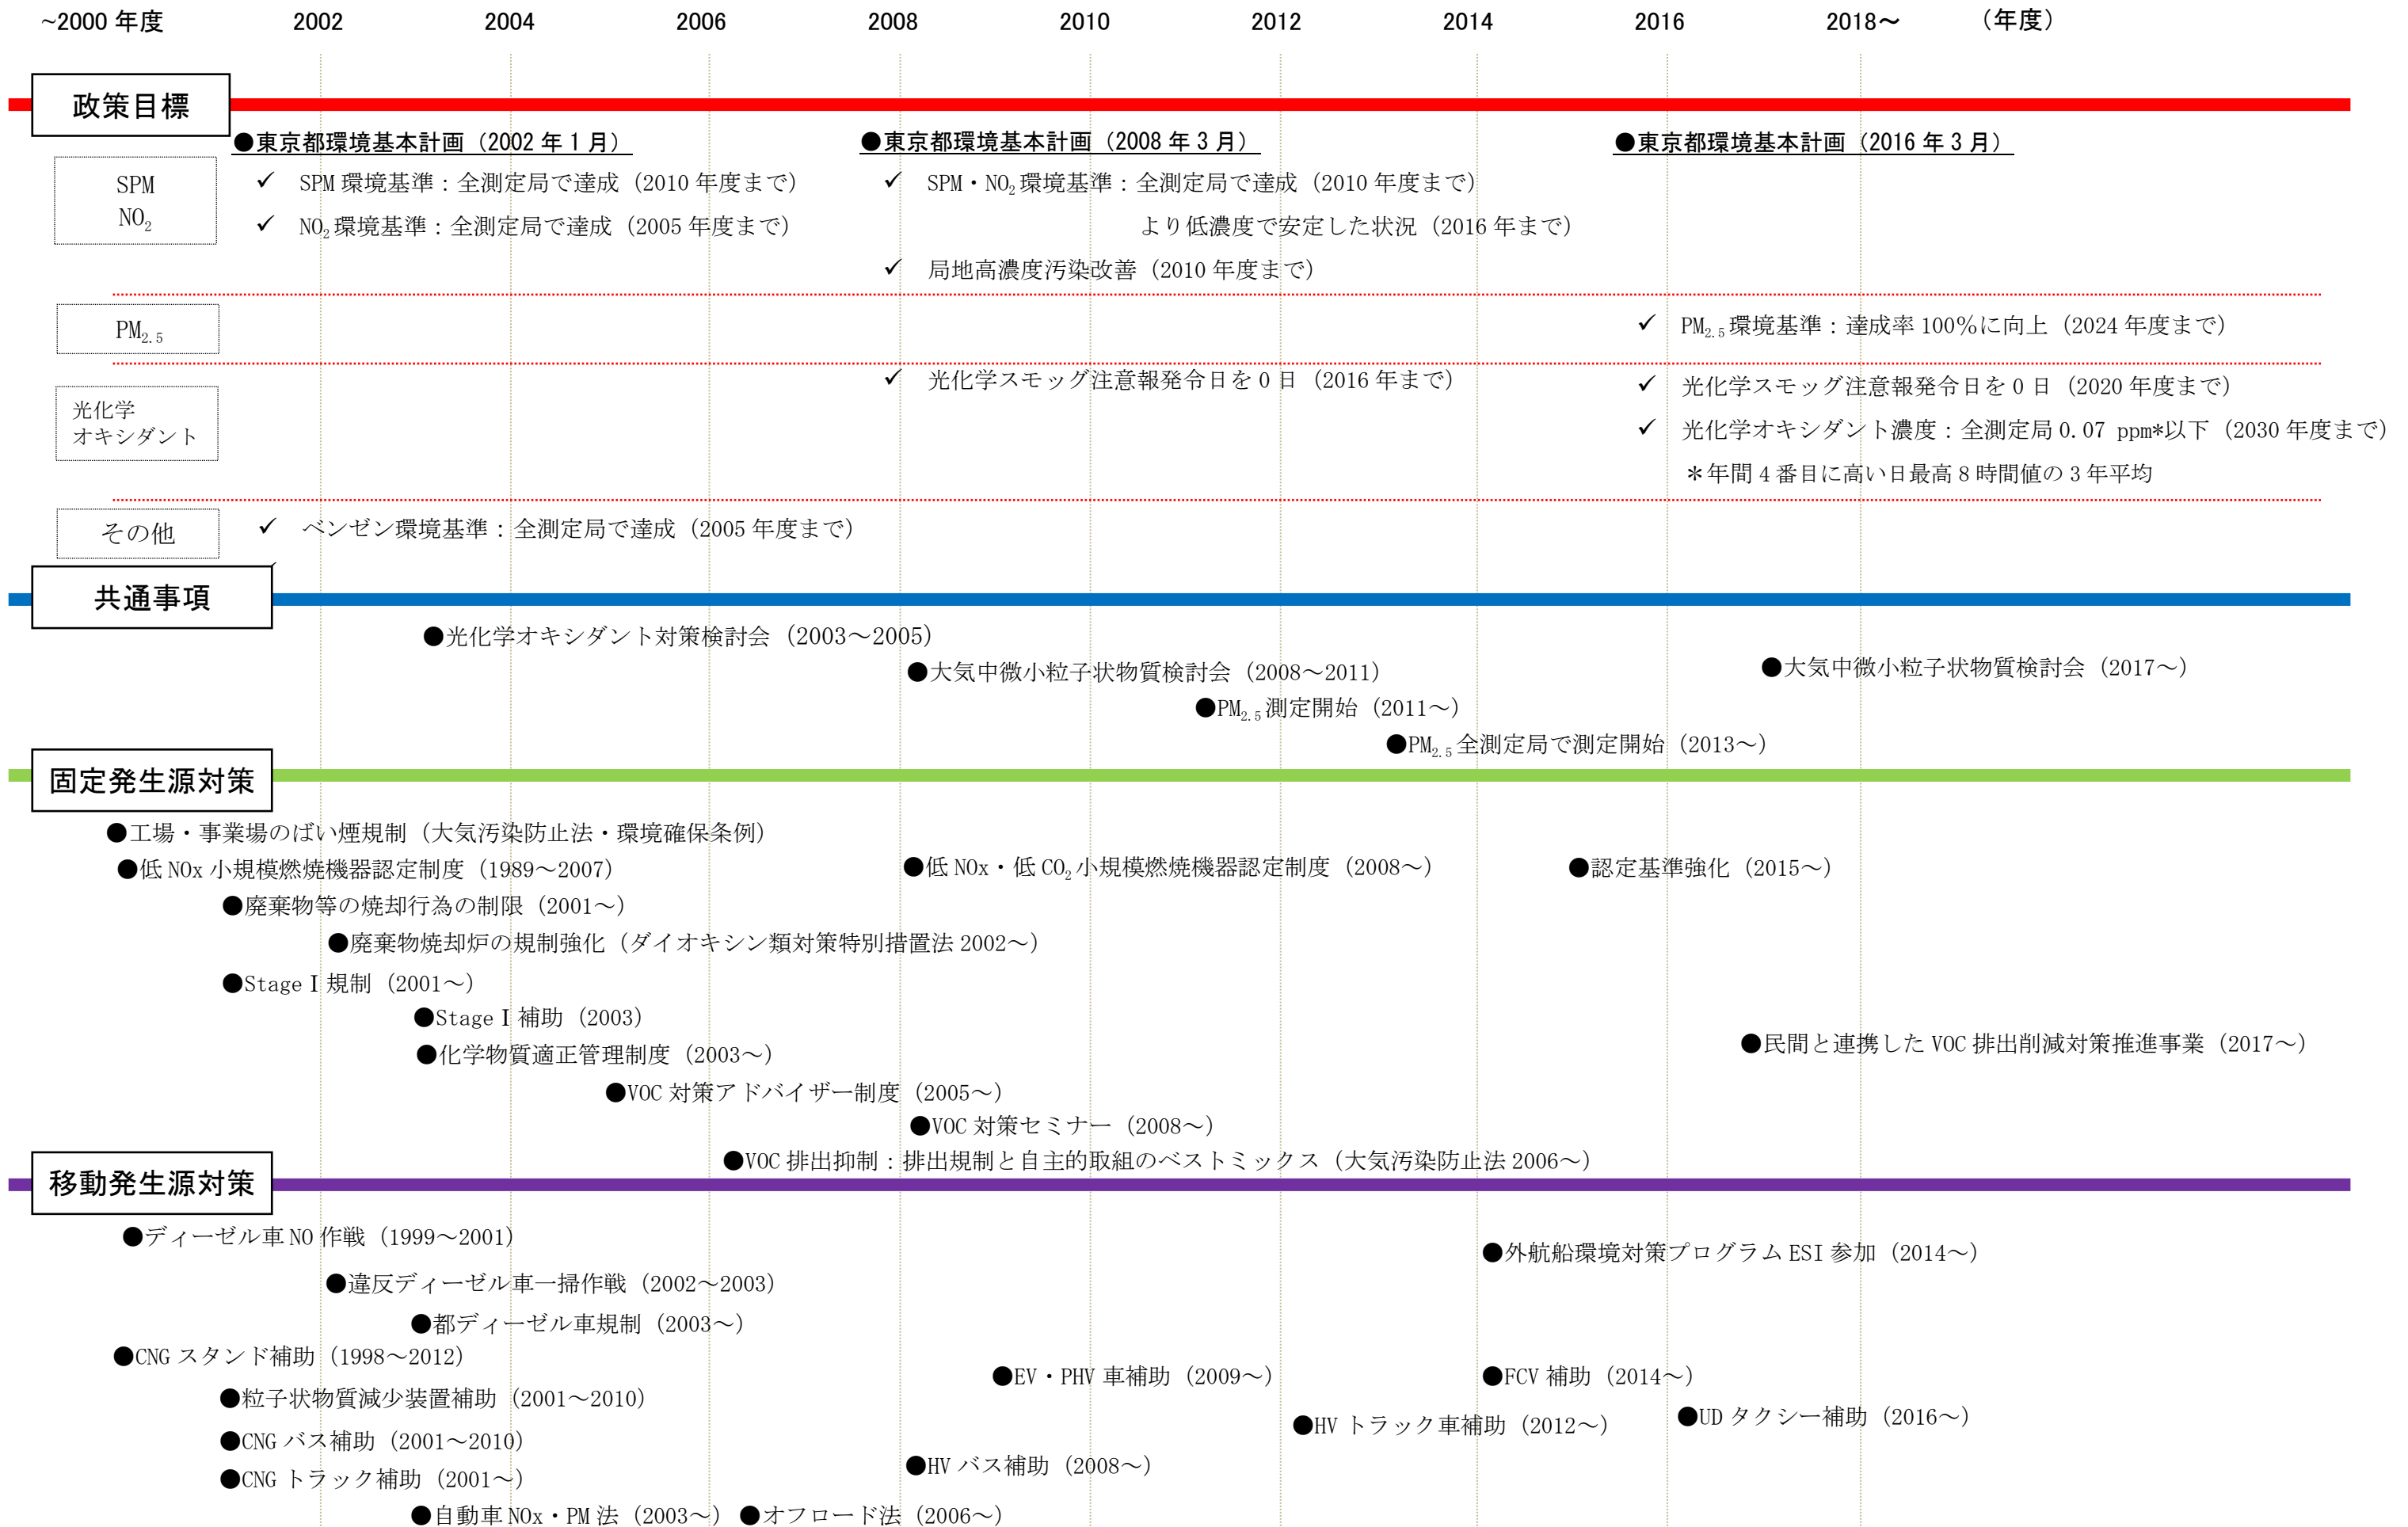 ~2000 年度 2002 2004 2006 2008 2010 2012 2014 2016 2018～ （年度）
政策目標
●東京都環境基本計画（2002 年 1 月） ●東京都環境基本計画（2008 年 3 月） ●東京都環境基本計画（2016 年 3 月）
SPM
NO2
✓ SPM 環境基準：全測定局で達成（2010 年度まで）
✓ NO2 環境基準：全測定局で達成（2005 年度まで）
✓ SPM・NO2 環境基準：全測定局で達成（2010 年度まで）
より低濃度で安定した状況（2016 年まで）
✓ 局地高濃度汚染改善（2010 年度まで）
PM2.5
✓ PM2.5 環境基準：達成率 100％に向上（2024 年度まで）
光化学
オキシダント
✓ 光化学スモッグ注意報発令日を 0 日（2016 年まで）
✓ 光化学スモッグ注意報発令日を 0 日（2020 年度まで）
✓ 光化学オキシダント濃度：全測定局 0.07 ppm*以下（2030 年度まで）
＊年間 4 番目に高い日最高 8 時間値の 3 年平均
その他
✓ ベンゼン環境基準：全測定局で達成（2005 年度まで）
共通事項
●光化学オキシダント対策検討会（2003～2005）
●大気中微小粒子状物質検討会（2008～2011） ●大気中微小粒子状物質検討会（2017～）
●PM2.5 測定開始（2011～）
●PM2.5 全測定局で測定開始（2013～）
固定発生源対策
●工場・事業場のばい煙規制（大気汚染防止法・環境確保条例）
●低 NOx 小規模燃焼機器認定制度（1989～2007） ●低 NOx・低 CO2 小規模燃焼機器認定制度（2008～） ●認定基準強化（2015～）
●廃棄物等の焼却行為の制限（2001～）
●廃棄物焼却炉の規制強化（ダイオキシン類対策特別措置法 2002～）
●StageⅠ規制（2001～）
●StageⅠ補助（2003）
●化学物質適正管理制度（2003～） ●民間と連携した VOC 排出削減対策推進事業（2017～）
●VOC 対策アドバイザー制度（2005～）
●VOC 対策セミナー（2008～）
●VOC 排出抑制：排出規制と自主的取組のベストミックス（大気汚染防止法 2006～）
移動発生源対策
●ディーゼル車 NO 作戦（1999～2001） ●外航船環境対策プログラム ESI 参加（2014～）
●違反ディーゼル車一掃作戦（2002～2003）
●都ディーゼル車規制（2003～）
●CNG スタンド補助（1998～2012）
●EV・PHV 車補助（2009～） ●FCV 補助（2014～）
●粒子状物質減少装置補助（2001～2010）
●HV トラック車補助（2012～） ●UD タクシー補助（2016～）
●CNG バス補助（2001～2010）
●HV バス補助（2008～）
●CNG トラック補助（2001～）
●自動車 NOx・PM 法（2003～） ●オフロード法（2006～）